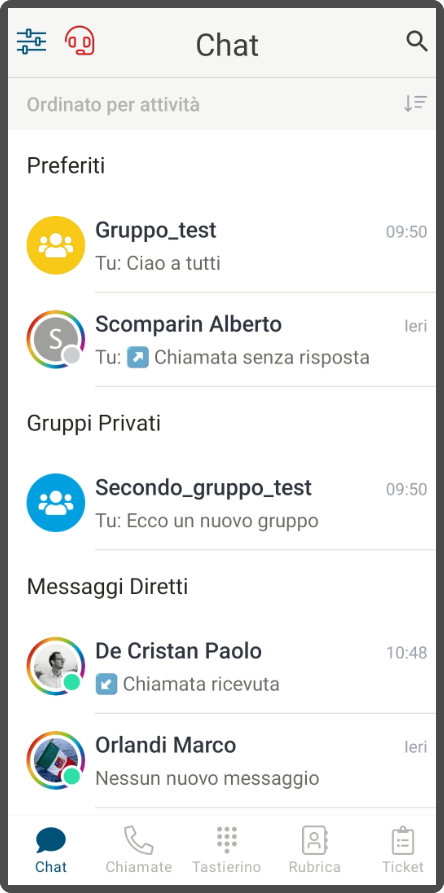 Chat
Ordinato per attività
Preferiti
Gruppo_test 09:50
Tu: Ciao a tutti
S
Scomparin Alberto Ieri
Tu: ↗ Chiamata senza risposta
Gruppi Privati
Secondo_gruppo_test 09:50
Tu: Ecco un nuovo gruppo
Messaggi Diretti
De Cristan Paolo 10:48
↙ Chiamata ricevuta
Orlandi Marco Ieri
Nessun nuovo messaggio
Chat Chiamate Tastierino Rubrica Ticket